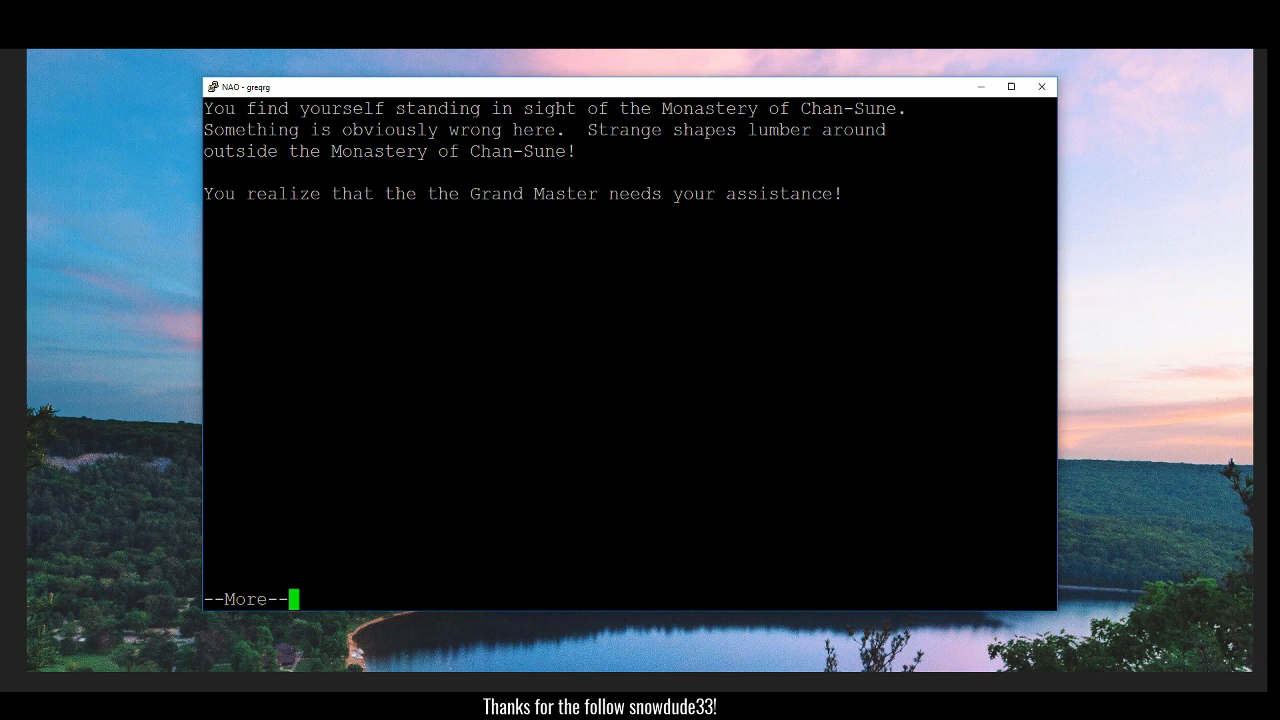 NAO - greqrg
You find yourself standing in sight of the Monastery of Chan-Sune.
Something is obviously wrong here.  Strange shapes lumber around
outside the Monastery of Chan-Sune!
You realize that the the Grand Master needs your assistance!
--More--
Thanks for the follow snowdude33!